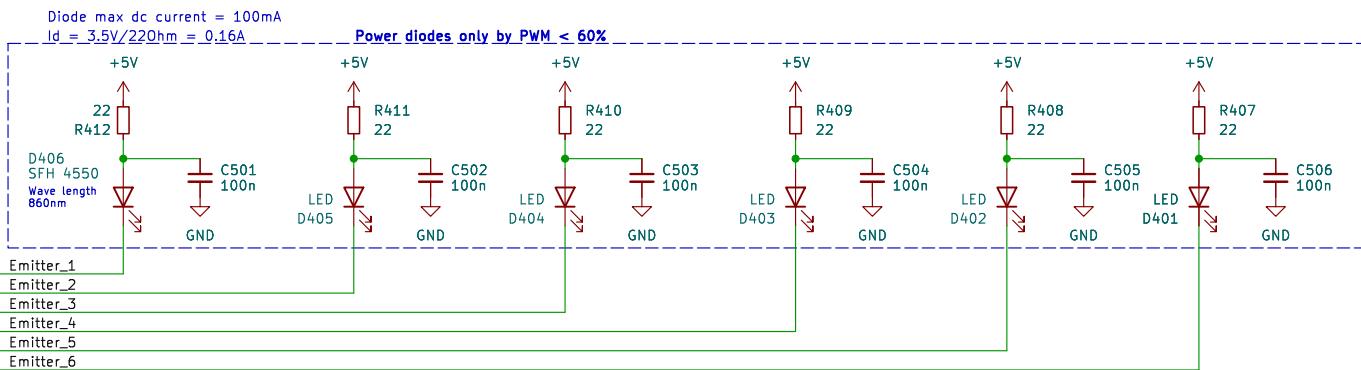 Diode max dc current = 100mA
Id = 3.5V/22Ohm = 0.16A
Power diodes only by PWM < 60%
+5V +5V +5V +5V +5V +5V
22
R412
R411
22
R410
22
R409
22
R408
22
R407
22
D406
SFH 4550
Wave length
860nm
C501
100n
GND
LED
D405
C502
100n
GND
LED
D404
C503
100n
GND
LED
D403
C504
100n
GND
LED
D402
C505
100n
GND
LED
D401
C506
100n
GND
Emitter_1
Emitter_2
Emitter_3
Emitter_4
Emitter_5
Emitter_6